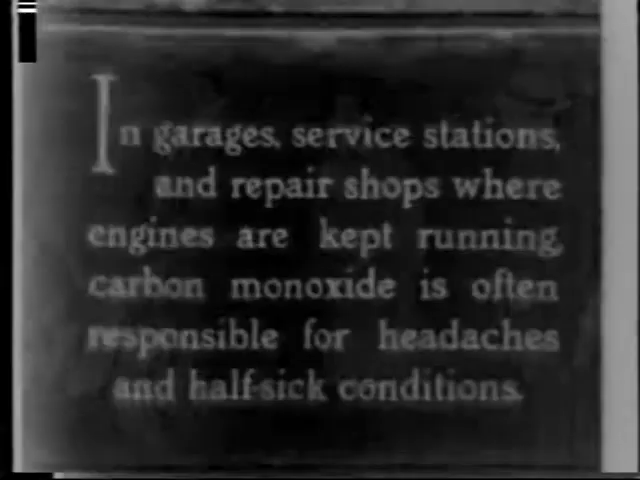 In garages, service stations,
and repair shops where
engines are kept running,
carbon monoxide is often
responsible for headaches
and half-sick conditions.